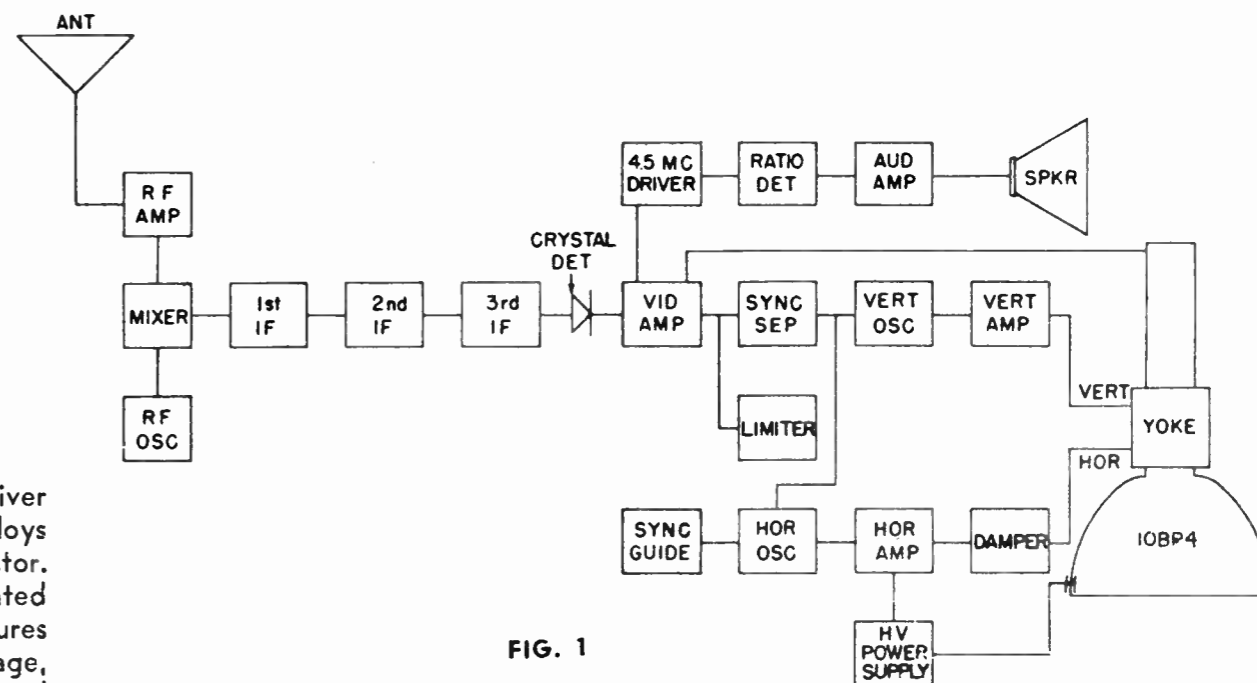 ANT
RF
AMP
MIXER
RF
OSC
1st
IF
2nd
IF
3rd
IF
CRYSTAL
DET
4.5 MC
DRIVER
RATIO
DET
AUD
AMP
SPKR
VID
AMP
SYNC
SEP
VERT
OSC
VERT
AMP
LIMITER
VERT
YOKE
HOR
SYNC
GUIDE
HOR
OSC
HOR
AMP
DAMPER
10BP4
HV
POWER
SUPPLY
FIG. 1
iver
loys
tor.
ited
ures
age,